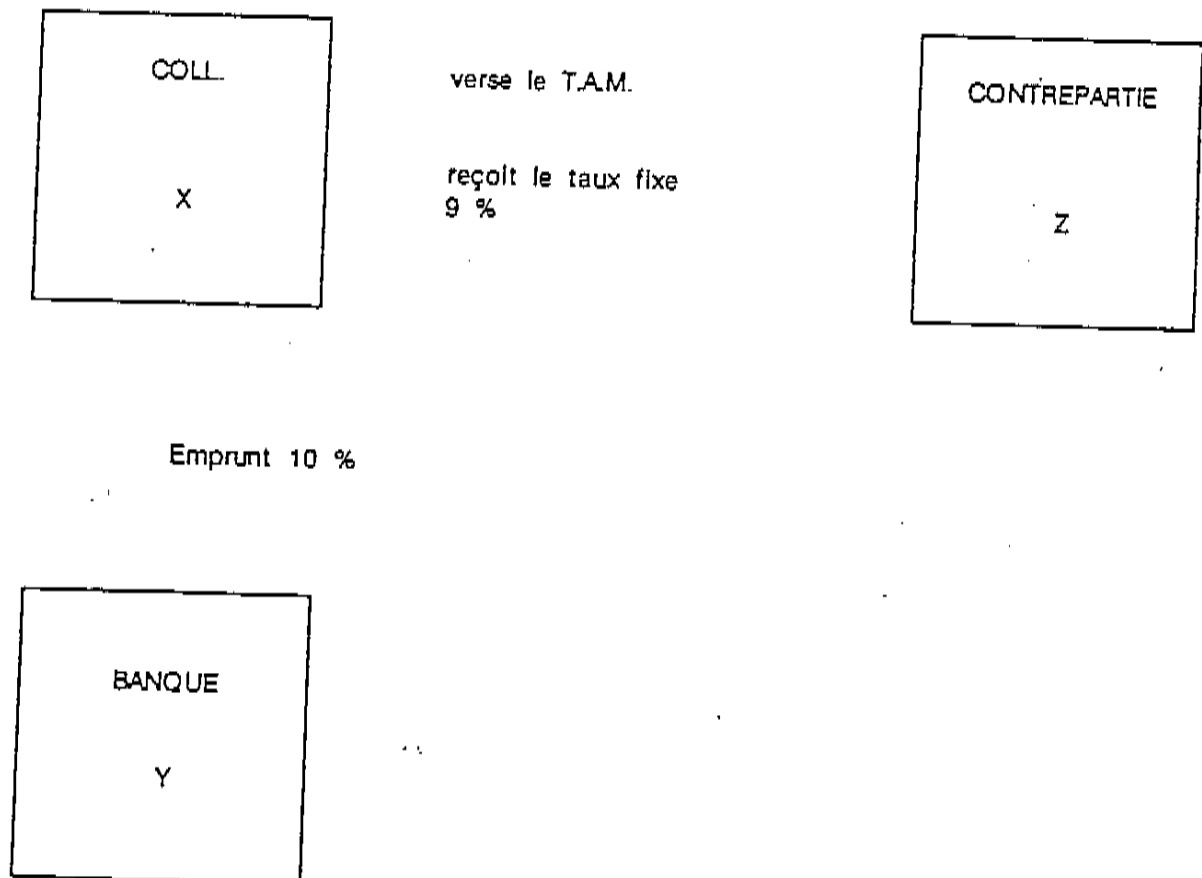 COLL.
X
verse le T.A.M.
reçoit le taux fixe
9 %
CONTREPARTIE
Z
Emprunt 10 %
BANQUE
Y